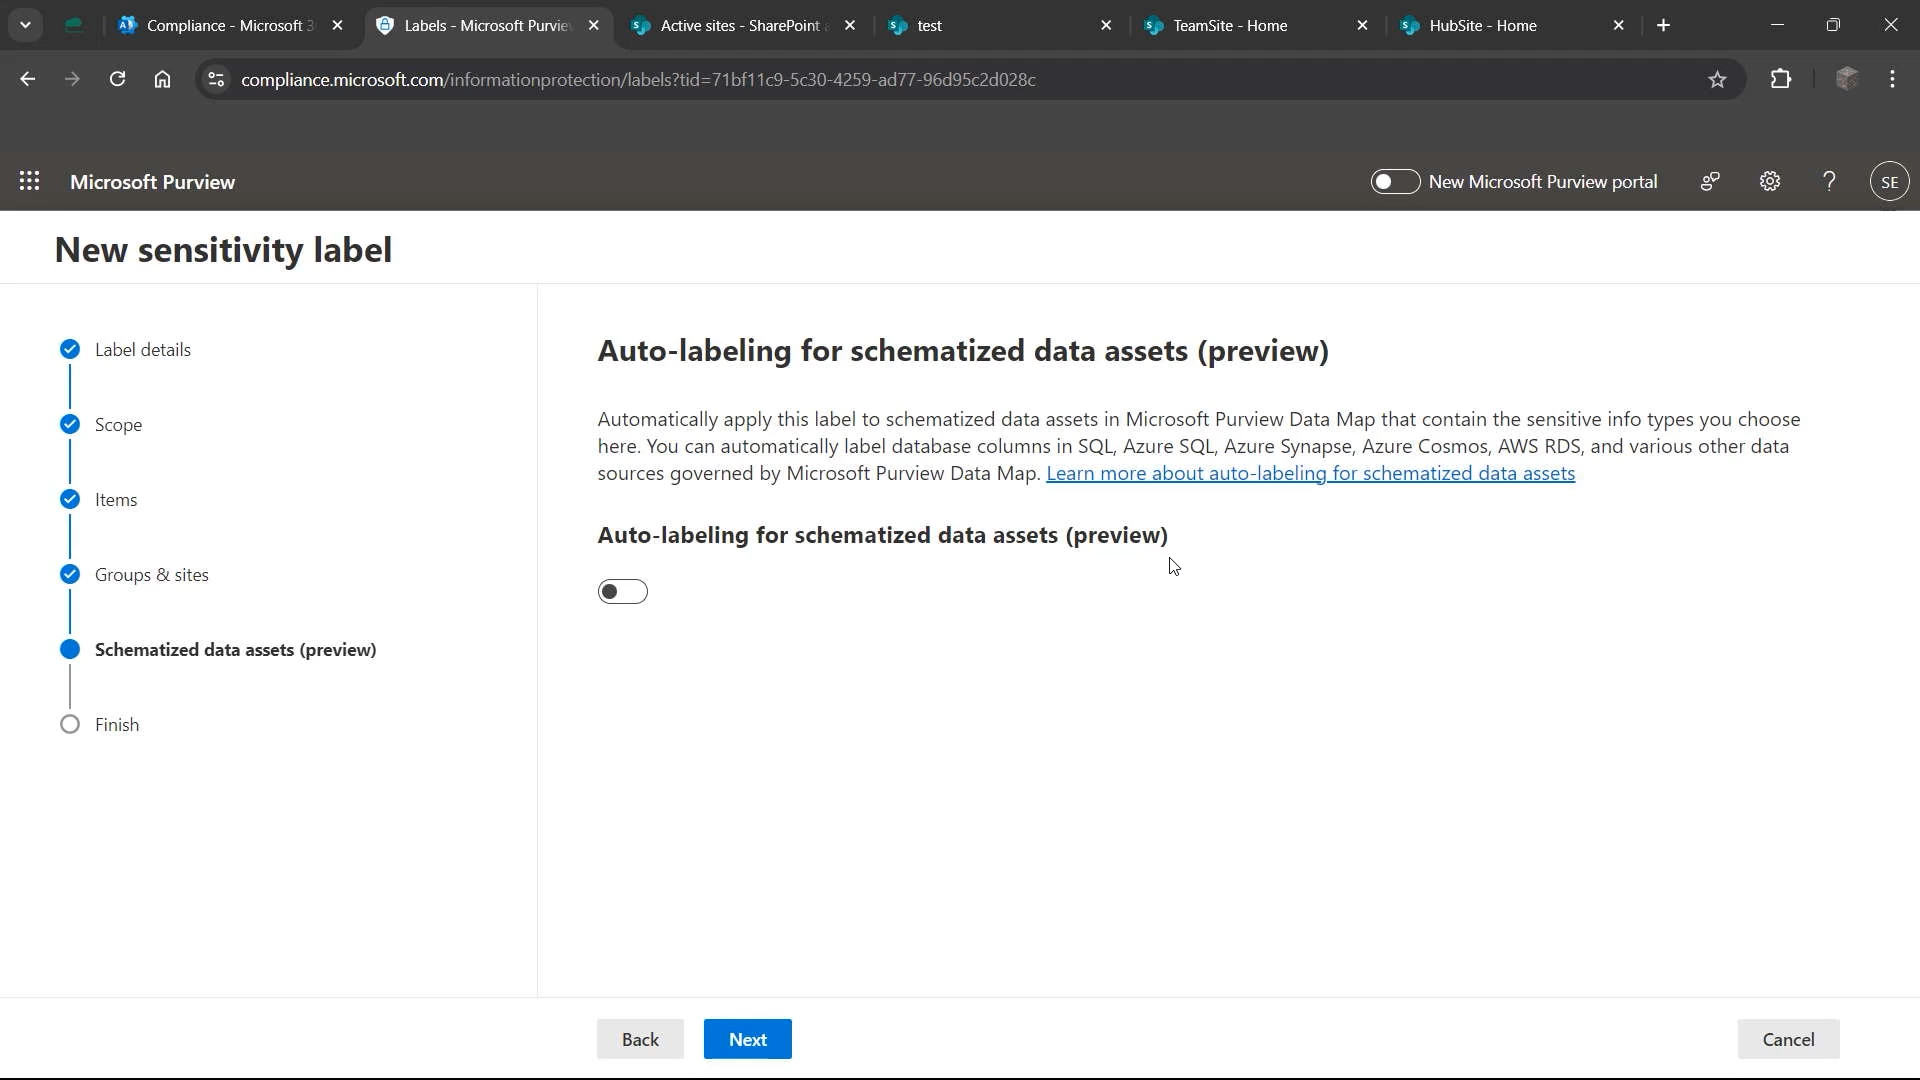 Compliance - Microsoft 3
Labels - Microsoft Purview
Active sites - SharePoint a
test
TeamSite - Home
HubSite - Home
compliance.microsoft.com/informationprotection/labels?tid=71bf11c9-5c30-4259-ad77-96d95c2d028c
Microsoft Purview
New Microsoft Purview portal
SE
New sensitivity label
Label details
Scope
Items
Groups & sites
Schematized data assets (preview)
Finish
Auto-labeling for schematized data assets (preview)
Automatically apply this label to schematized data assets in Microsoft Purview Data Map that contain the sensitive info types you choose
here. You can automatically label database columns in SQL, Azure SQL, Azure Synapse, Azure Cosmos, AWS RDS, and various other data
sources governed by Microsoft Purview Data Map. Learn more about auto-labeling for schematized data assets
Auto-labeling for schematized data assets (preview)
Back
Next
Cancel